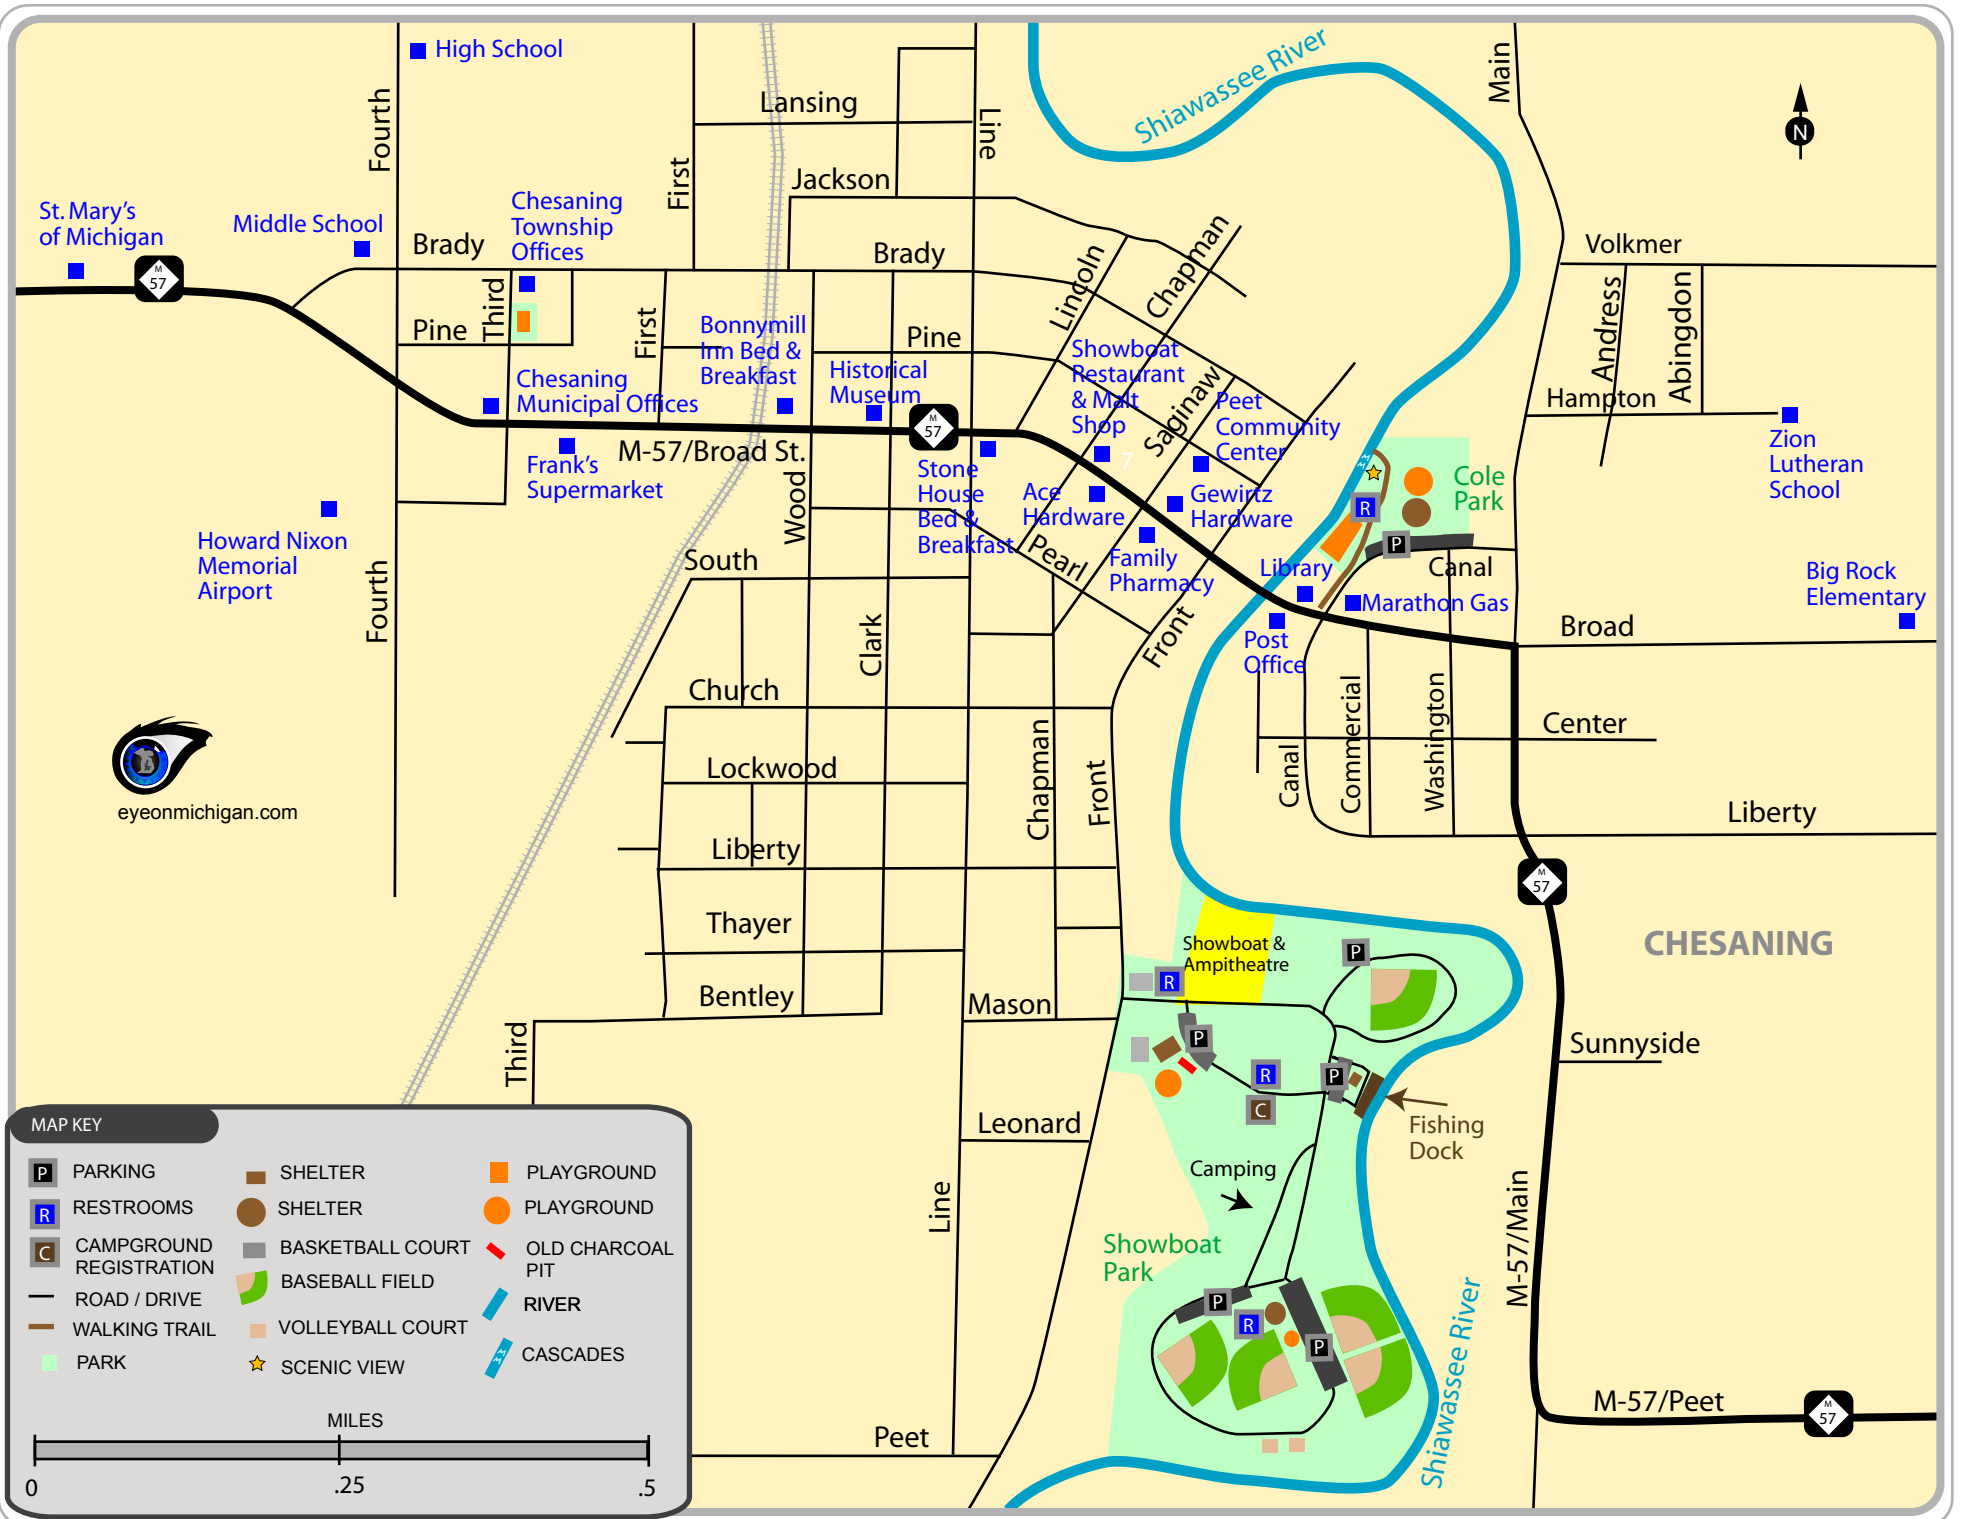 High School
Fourth
Lansing
First
Line
Jackson
Shiawassee River
Main
N
St. Mary's
of Michigan
Middle School
M
57
Brady
Chesaning
Township
Offices
Brady
Third
Pine
First
Bonnymill
Inn Bed &
Breakfast
Pine
Historical
Museum
Lincoln
Chapman
Showboat
Restaurant
& Malt
Shop
7
Saginaw
Peet
Community
Center
Volkmer
Andress
Abingdon
Hampton
Zion
Lutheran
School
Cole
Park
Chesaning
Municipal Offices
M
57
M-57/Broad St.
Frank's
Supermarket
Howard Nixon
Memorial
Airport
Fourth
Wood
Stone
House
Bed &
Breakfast
Ace
Hardware
Gewirtz
Hardware
Family
Pharmacy
Pearl
R
P
Canal
Library
Marathon Gas
Post
Office
Big Rock
Elementary
Broad
South
Clark
Front
Church
Lockwood
Chapman
Front
Canal
Commercial
Washington
Center
Liberty
Liberty
eyeonmichigan.com
M
57
CHESANING
Thayer
Bentley
Mason
Third
Showboat &
Ampitheatre
P
R
P
R
P
C
Sunnyside
Fishing
Dock
Leonard
Camping
Line
Showboat
Park
M-57/Main
Shiawassee River
P
R
P
M-57/Peet
M
57
Peet
MAP KEY
P PARKING
R RESTROOMS
C CAMPGROUND
REGISTRATION
ROAD / DRIVE
WALKING TRAIL
PARK
SHELTER
SHELTER
BASKETBALL COURT
BASEBALL FIELD
VOLLEYBALL COURT
SCENIC VIEW
PLAYGROUND
PLAYGROUND
OLD CHARCOAL
PIT
RIVER
CASCADES
MILES
0 .25 .5